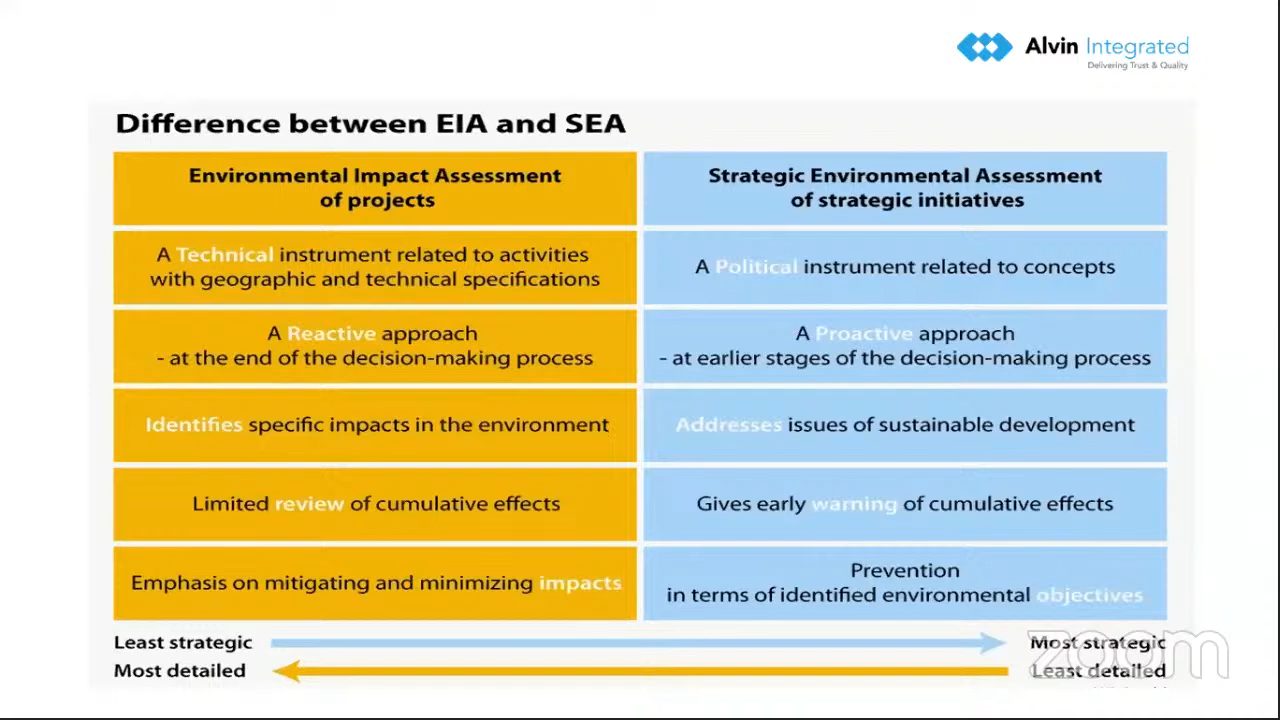 Alvin Integrated
Delivering Trust & Quality
Difference between EIA and SEA
Environmental Impact Assessment
of projects
Strategic Environmental Assessment
of strategic initiatives
A Technical instrument related to activities
with geographic and technical specifications
A Political instrument related to concepts
A Reactive approach
- at the end of the decision-making process
A Proactive approach
- at earlier stages of the decision-making process
Identifies specific impacts in the environment
Addresses issues of sustainable development
Limited review of cumulative effects
Gives early warning of cumulative effects
Emphasis on mitigating and minimizing impacts
Prevention
in terms of identified environmental objectives
Least strategic
Most strategic
Most detailed
Least detailed
zoom